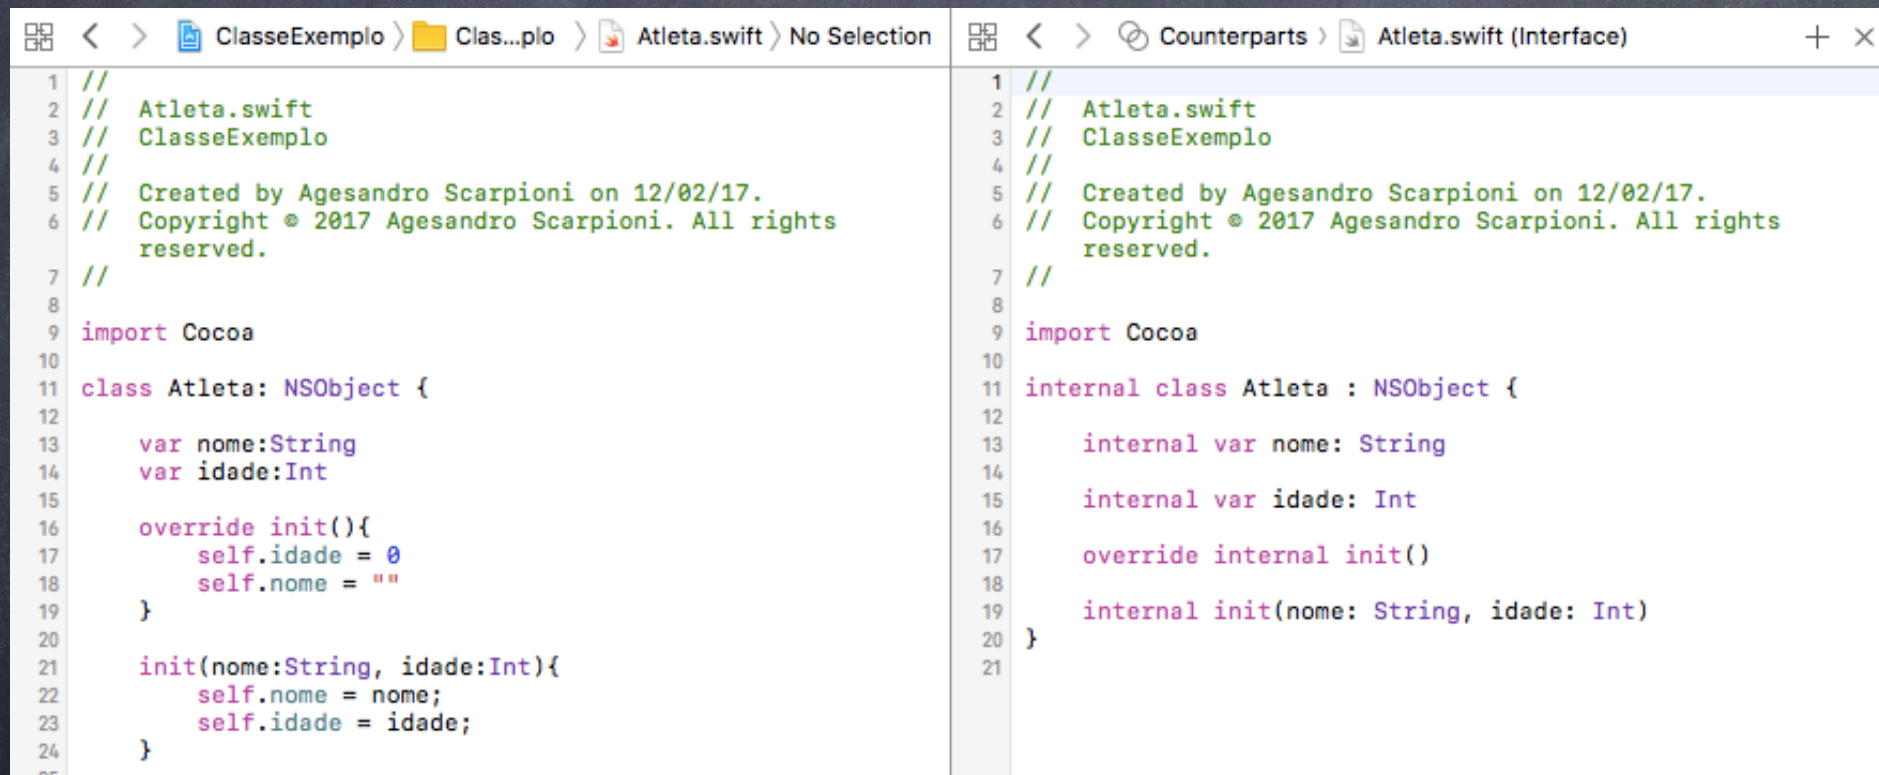 ClasseExemplo 〉 Clas...plo 〉 Atleta.swift 〉 No Selection
1 //
2 //  Atleta.swift
3 //  ClasseExemplo
4 //
5 //  Created by Agesandro Scarpioni on 12/02/17.
6 //  Copyright © 2017 Agesandro Scarpioni. All rights
reserved.
7 //
8
9 import Cocoa
10
11 class Atleta: NSObject {
12
13     var nome:String
14     var idade:Int
15
16     override init(){
17         self.idade = 0
18         self.nome = ""
19     }
20
21     init(nome:String, idade:Int){
22         self.nome = nome;
23         self.idade = idade;
24     }
Counterparts 〉 Atleta.swift (Interface)
1 //
2 //  Atleta.swift
3 //  ClasseExemplo
4 //
5 //  Created by Agesandro Scarpioni on 12/02/17.
6 //  Copyright © 2017 Agesandro Scarpioni. All rights
reserved.
7 //
8
9 import Cocoa
10
11 internal class Atleta : NSObject {
12
13     internal var nome: String
14
15     internal var idade: Int
16
17     override internal init()
18
19     internal init(nome: String, idade: Int)
20 }
21